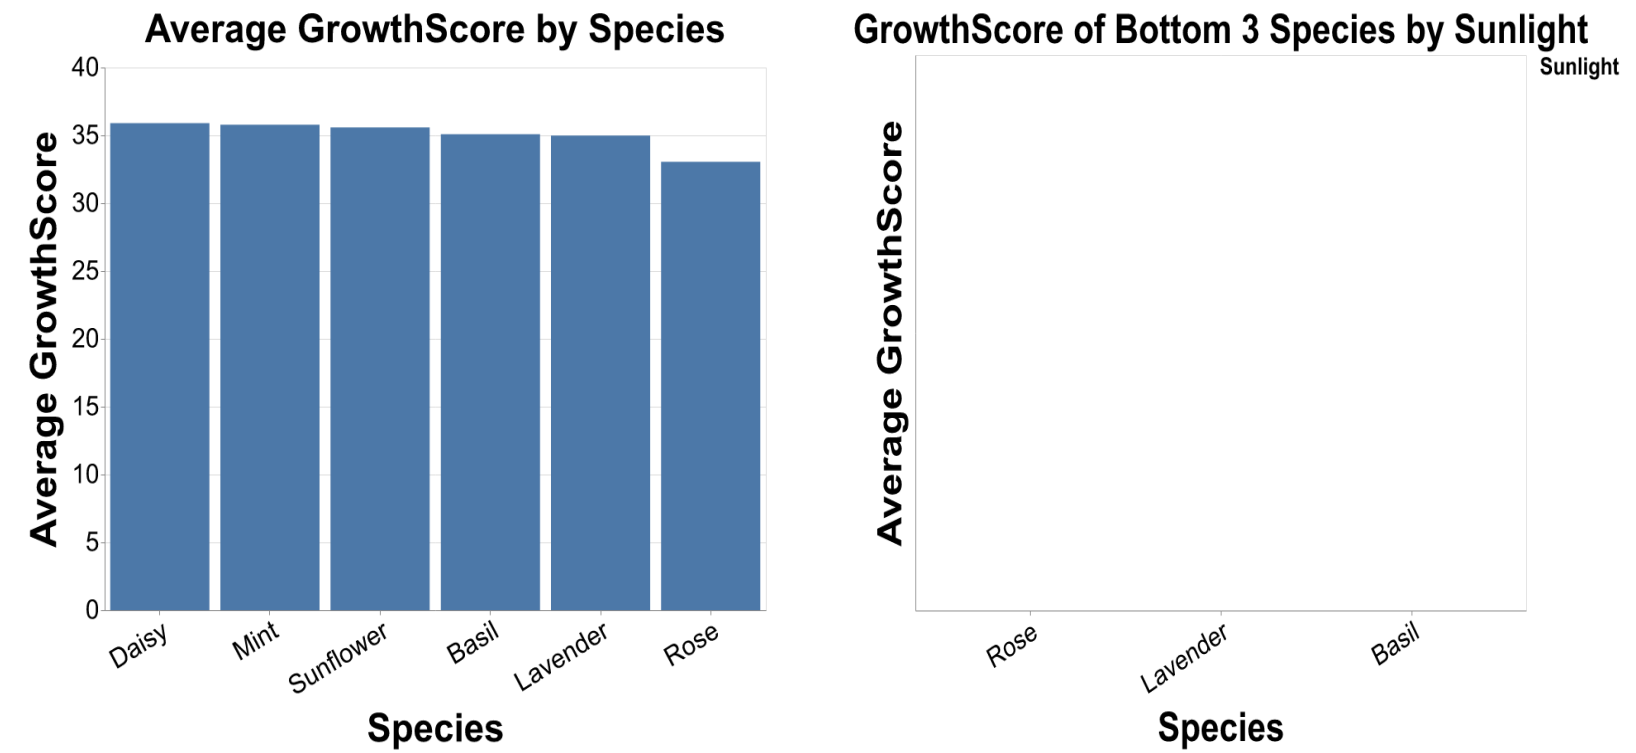 Average GrowthScore by Species
40
35
30
25
20
15
10
5
0
Average GrowthScore
Daisy
Mint
Sunflower
Basil
Lavender
Rose
Species
GrowthScore of Bottom 3 Species by Sunlight
Sunlight
Average GrowthScore
Rose
Lavender
Basil
Species